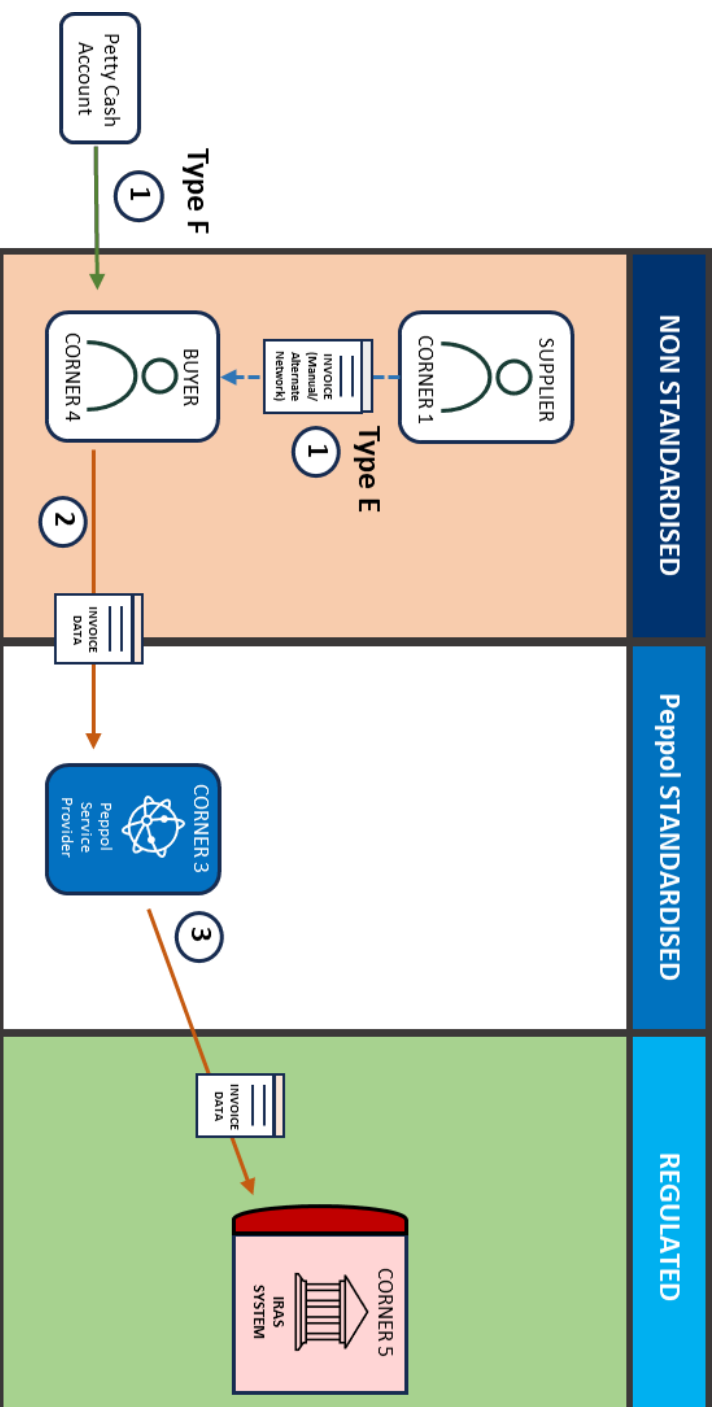 NON STANDARDISED
Peppol STANDARDISED
REGULATED
SUPPLIER
CORNER 1
INVOICE
(Manual/
Alternate
Network)
Type E
1
Type F
1
Petty Cash
Account
BUYER
CORNER 4
2
INVOICE
DATA
CORNER 3
Peppol
Service
Provider
3
INVOICE
DATA
CORNER 5
IRAS
SYSTEM